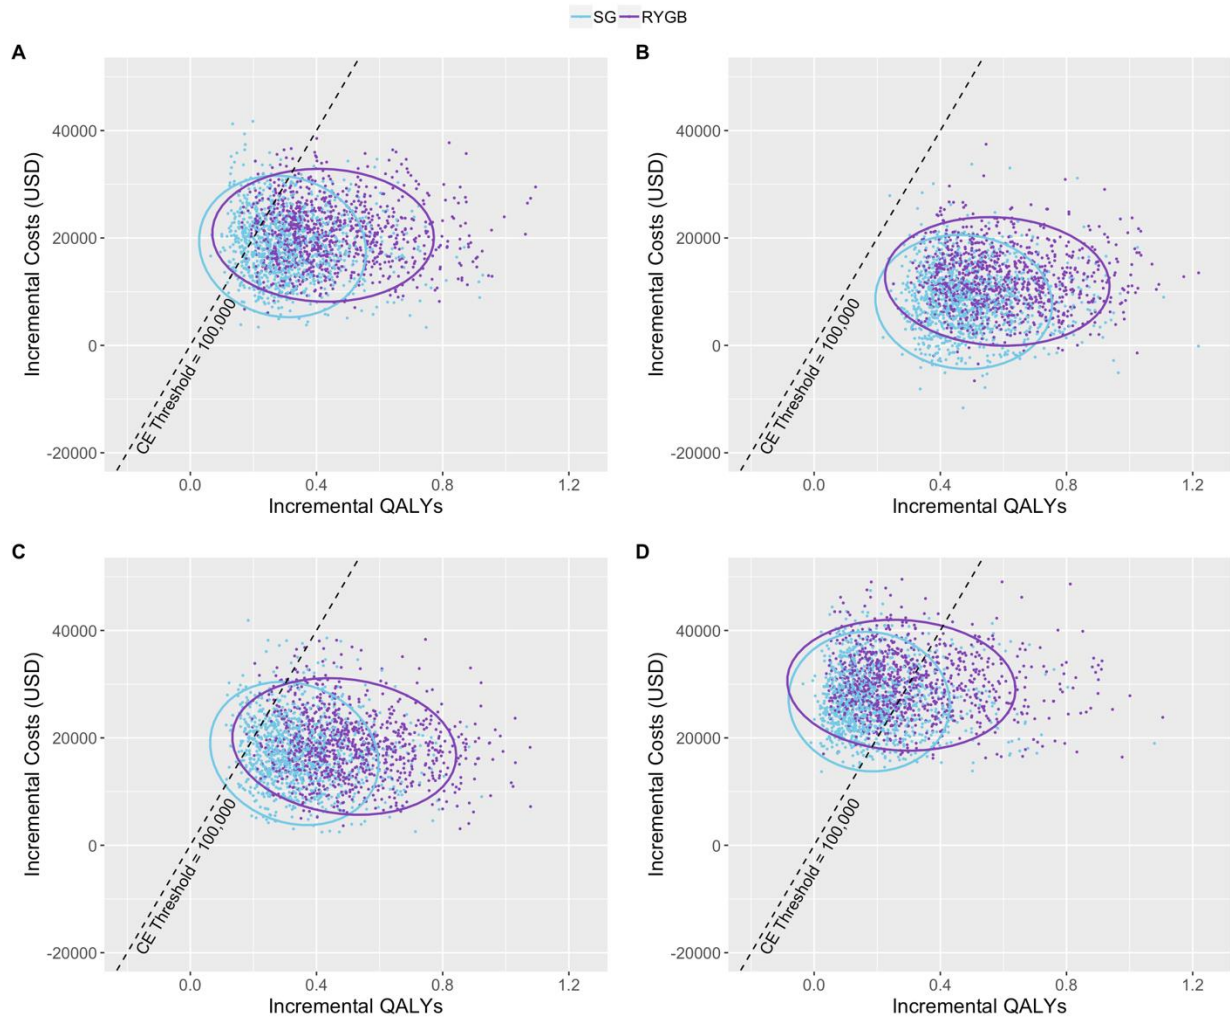 SG RYGB
A
40000
20000
0
-20000
Incremental Costs (USD)
CE Threshold = 100,000
0.0 0.4 0.8 1.2
Incremental QALYs
B
40000
20000
0
-20000
Incremental Costs (USD)
CE Threshold = 100,000
0.0 0.4 0.8 1.2
Incremental QALYs
C
40000
20000
0
-20000
Incremental Costs (USD)
CE Threshold = 100,000
0.0 0.4 0.8 1.2
Incremental QALYs
D
40000
20000
0
-20000
Incremental Costs (USD)
CE Threshold = 100,000
0.0 0.4 0.8 1.2
Incremental QALYs